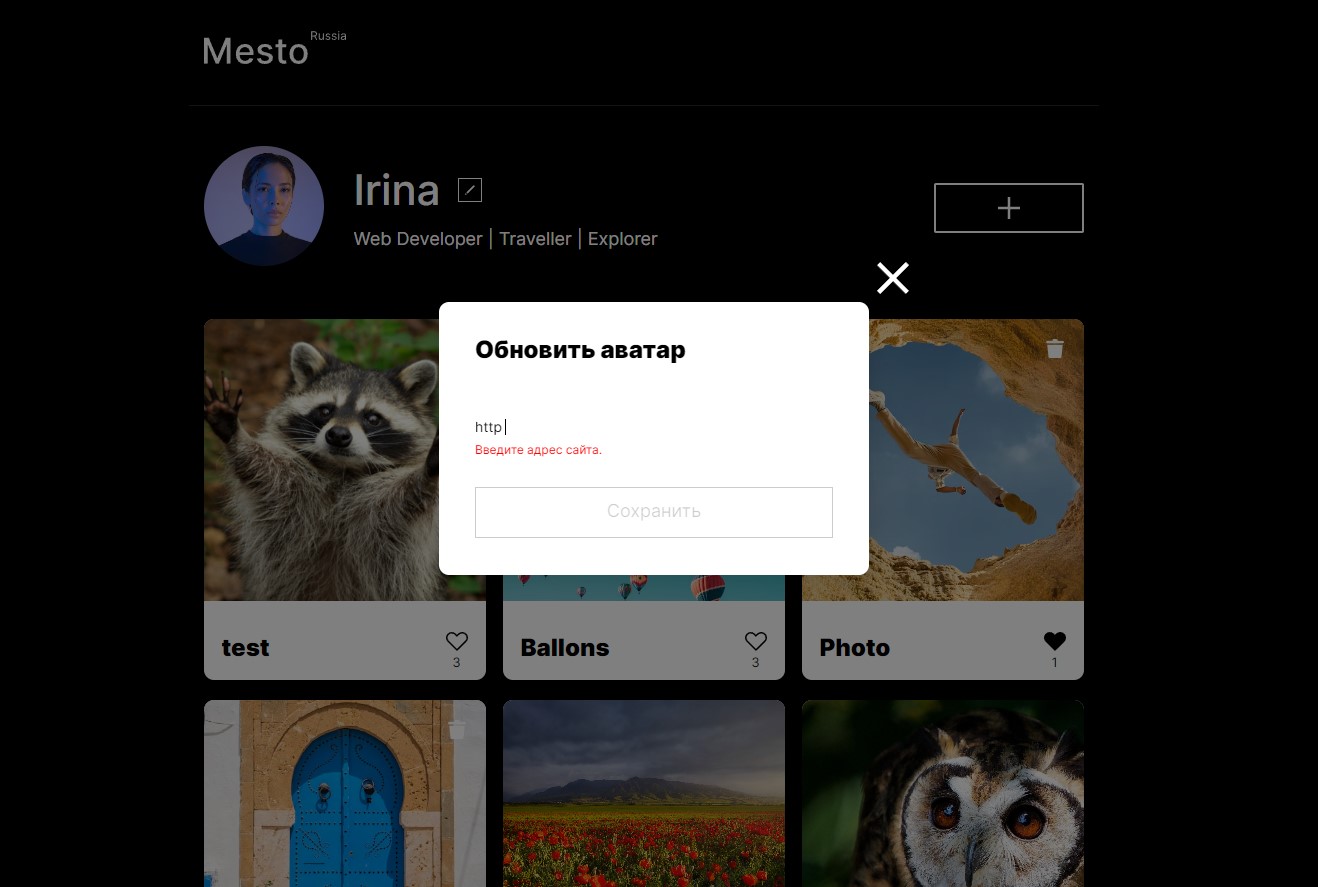 Mesto Russia
Irina
Web Developer | Traveller | Explorer
Обновить аватар
http
Введите адрес сайта.
Сохранить
test
3
Ballons
3
Photo
1